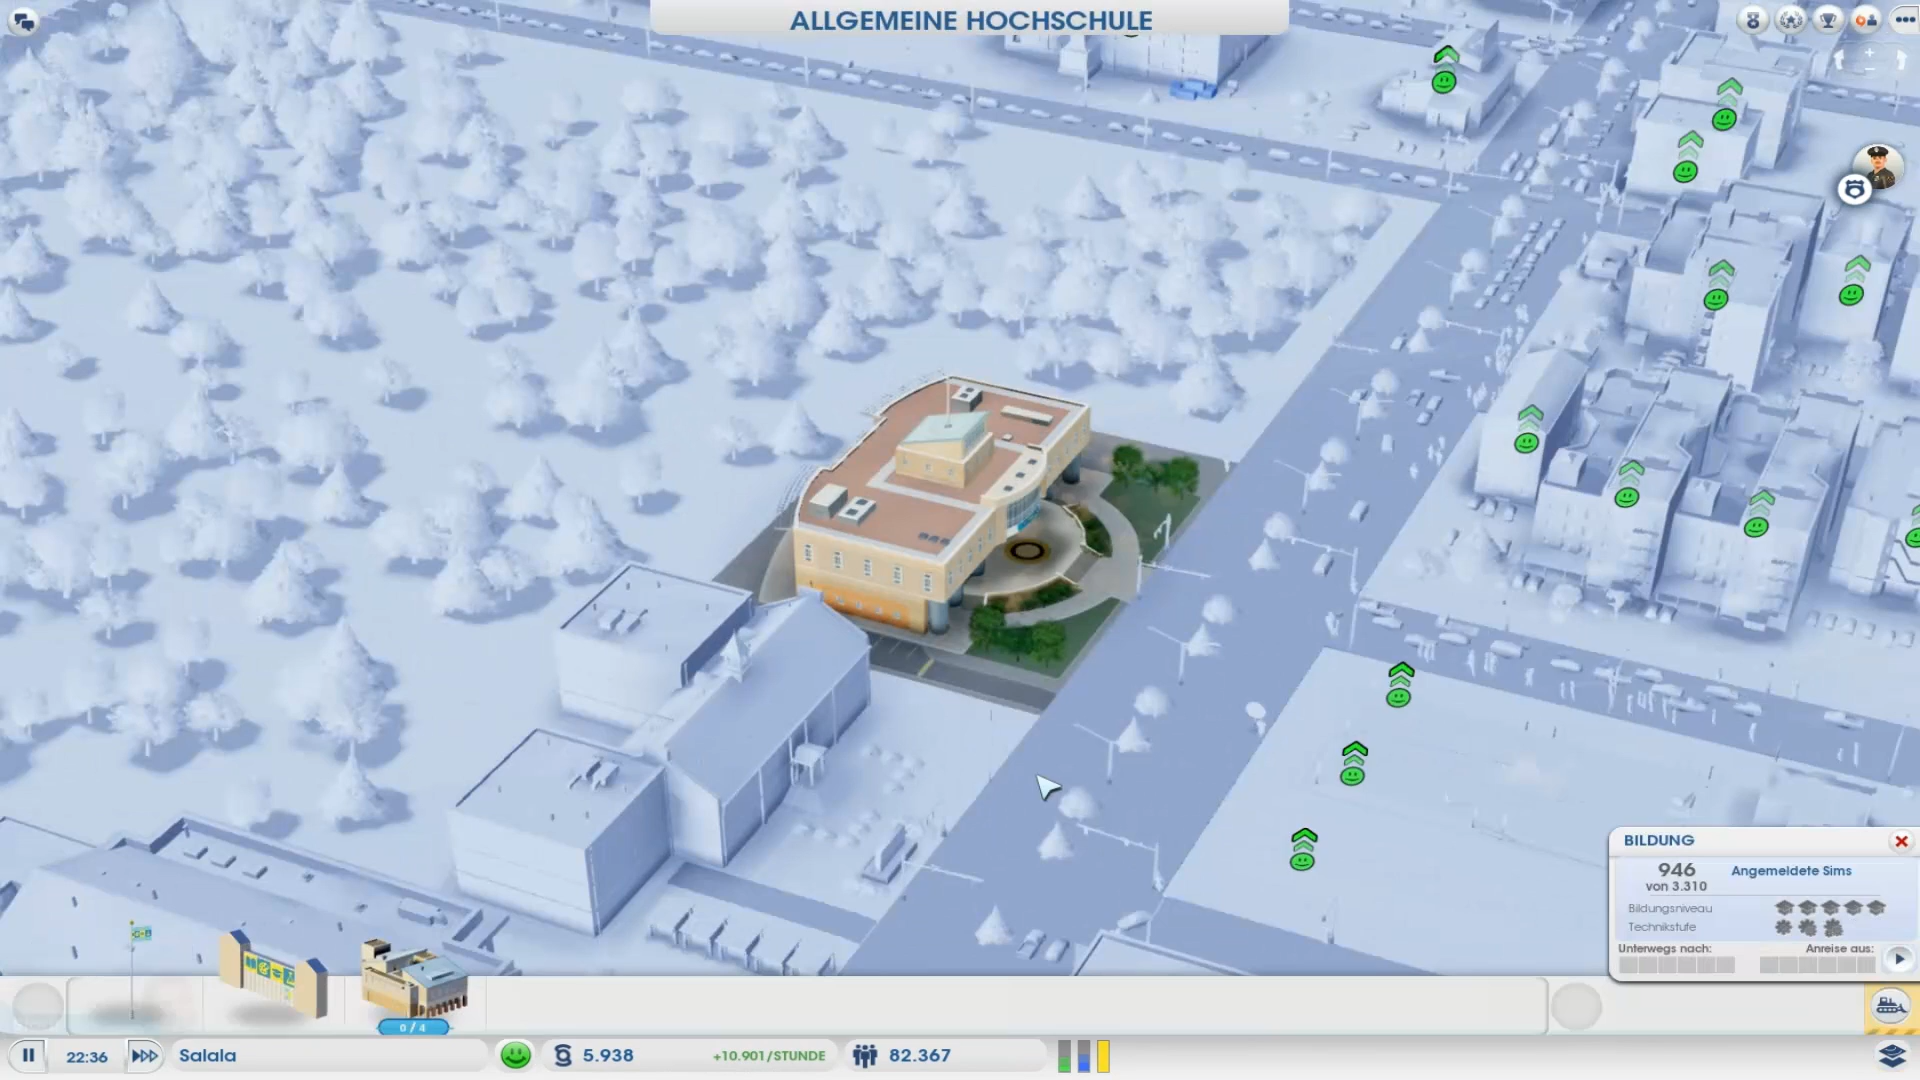 ALLGEMEINE HOCHSCHULE
BILDUNG
946
von 3.310
Angemeldete Sims
Bildungsniveau
Technikstufe
Unterwegs nach:
Anreise aus:
0 / 4
22:36
Salala
5.938
+10.901/STUNDE
82.367